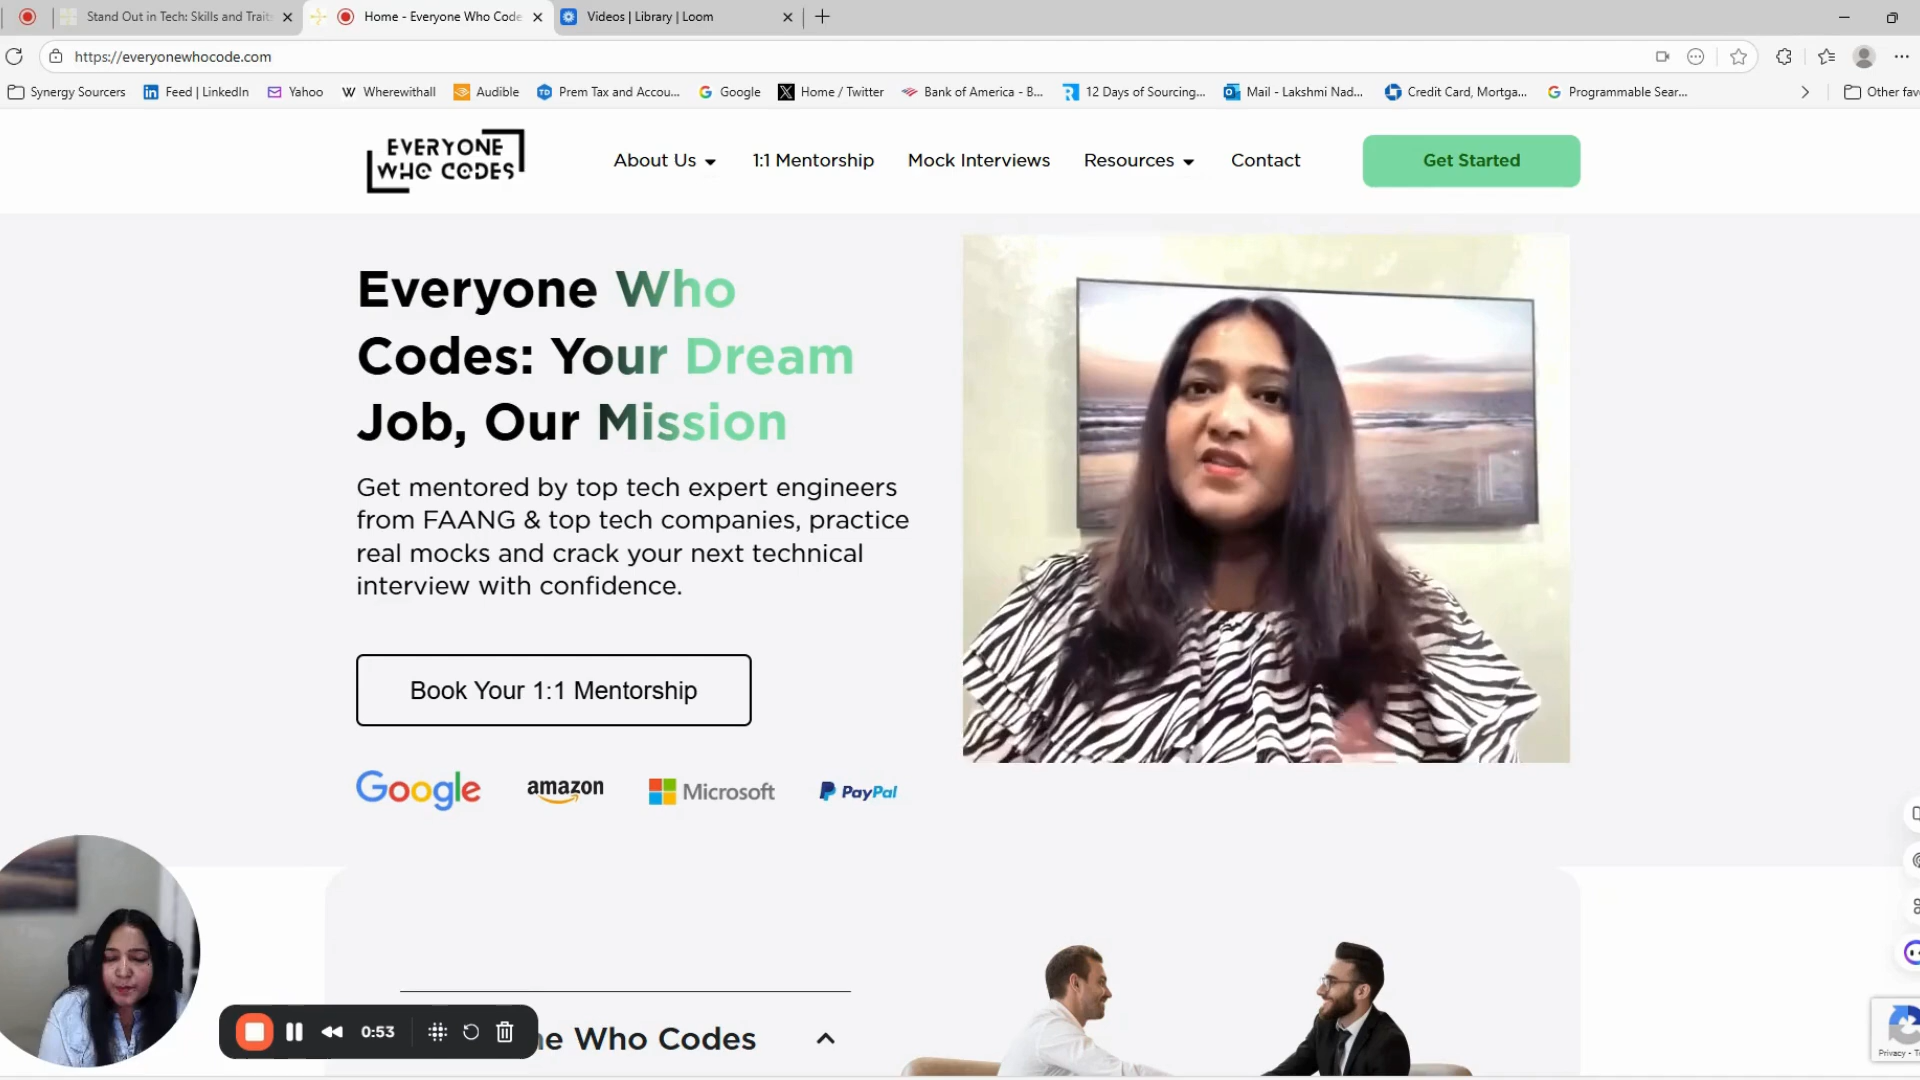 Stand Out in Tech: Skills and Trait
Home - Everyone Who Code
Videos | Library | Loom
https://everyonewhocode.com
Synergy Sourcers
Feed | LinkedIn
Yahoo
Wherewithall
Audible
Prem Tax and Accou...
Google
Home / Twitter
Bank of America - B...
12 Days of Sourcing...
Mail - Lakshmi Nad...
Credit Card, Mortga...
Programmable Sear...
Other fav
EVERYONE
WHO CODES
About Us
1:1 Mentorship
Mock Interviews
Resources
Contact
Get Started
Everyone Who
Codes: Your Dream
Job, Our Mission
Get mentored by top tech expert engineers
from FAANG & top tech companies, practice
real mocks and crack your next technical
interview with confidence.
Book Your 1:1 Mentorship
Google
amazon
Microsoft
PayPal
0:53
ne Who Codes
Privacy - T